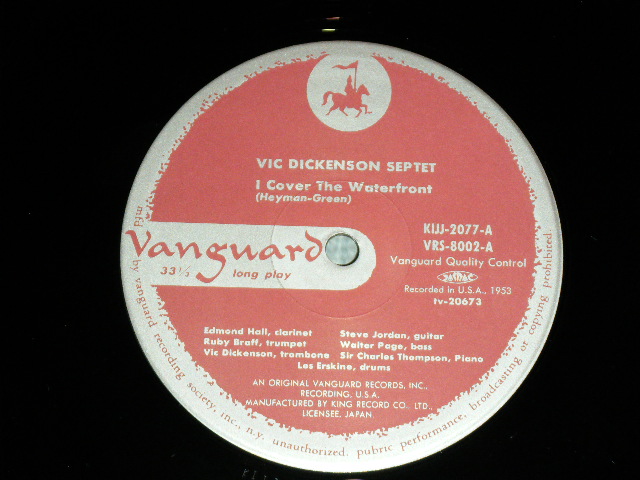 VIC DICKENSON SEPTET
I Cover The Waterfront
(Heyman-Green)
Vanguard
33⅓ long play
KIJJ-2077-A
VRS-8002-A
Vanguard Quality Control
Recorded in U.S.A., 1953
tv-20673
Edmond Hall, clarinet
Ruby Braff, trumpet
Vic Dickenson, trombone
Steve Jordan, guitar
Walter Page, bass
Sir Charles Thompson, Piano
Les Erskine, drums
AN ORIGINAL VANGUARD RECORDS, INC.,
RECORDING, U.S.A.
MANUFACTURED BY KING RECORD CO., LTD.,
LICENSEE, JAPAN.
mf'd by vanguard recording society, inc., n.y. unauthorized, pubric performance, broadcasting or copying prohibited